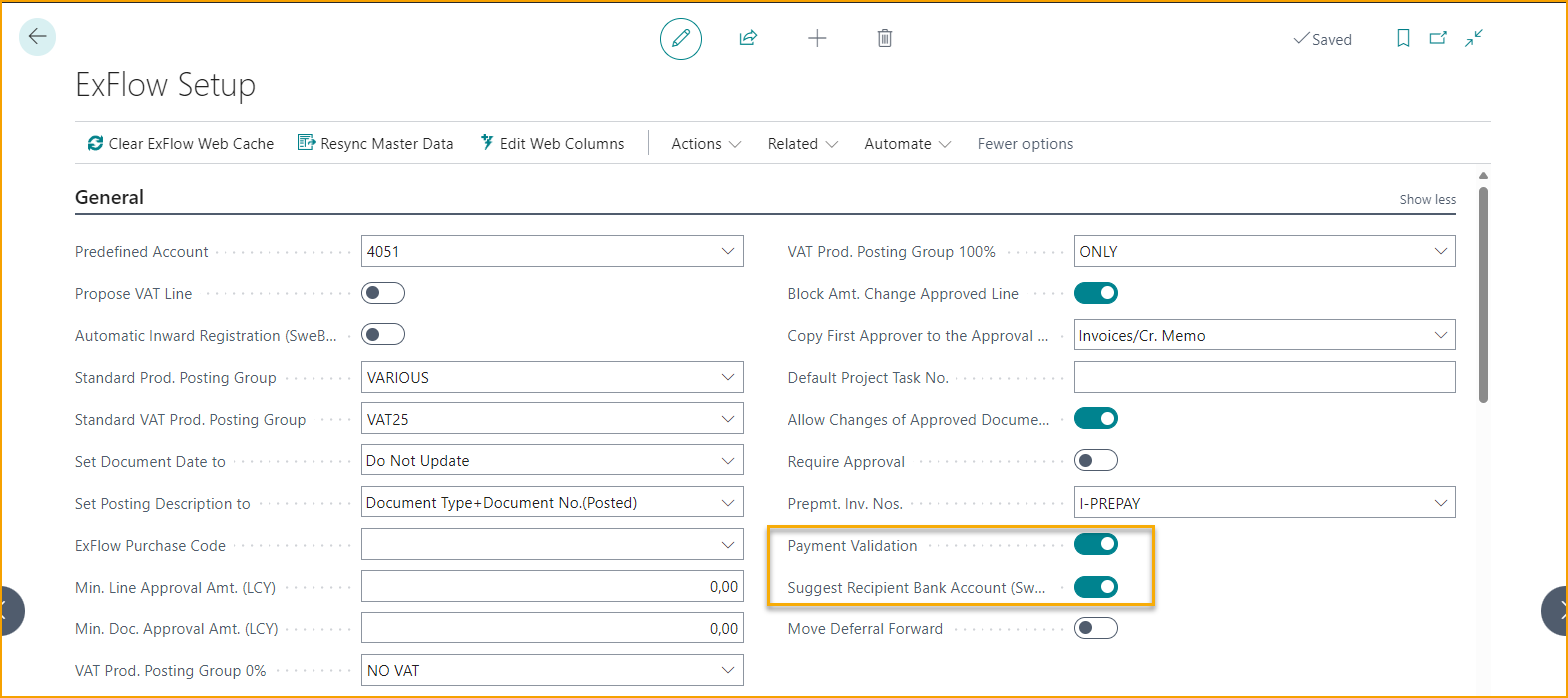 Saved
ExFlow Setup
Clear ExFlow Web Cache Resync Master Data Edit Web Columns Actions Related Automate Fewer options
General Show less
Predefined Account 4051
Propose VAT Line
Automatic Inward Registration (SweB...
Standard Prod. Posting Group VARIOUS
Standard VAT Prod. Posting Group VAT25
Set Document Date to Do Not Update
Set Posting Description to Document Type+Document No.(Posted)
ExFlow Purchase Code
Min. Line Approval Amt. (LCY) 0,00
Min. Doc. Approval Amt. (LCY) 0,00
VAT Prod. Posting Group 0% NO VAT
VAT Prod. Posting Group 100% ONLY
Block Amt. Change Approved Line
Copy First Approver to the Approval ... Invoices/Cr. Memo
Default Project Task No.
Allow Changes of Approved Docume...
Require Approval
Prepmt. Inv. Nos. I-PREPAY
Payment Validation
Suggest Recipient Bank Account (Sw...
Move Deferral Forward